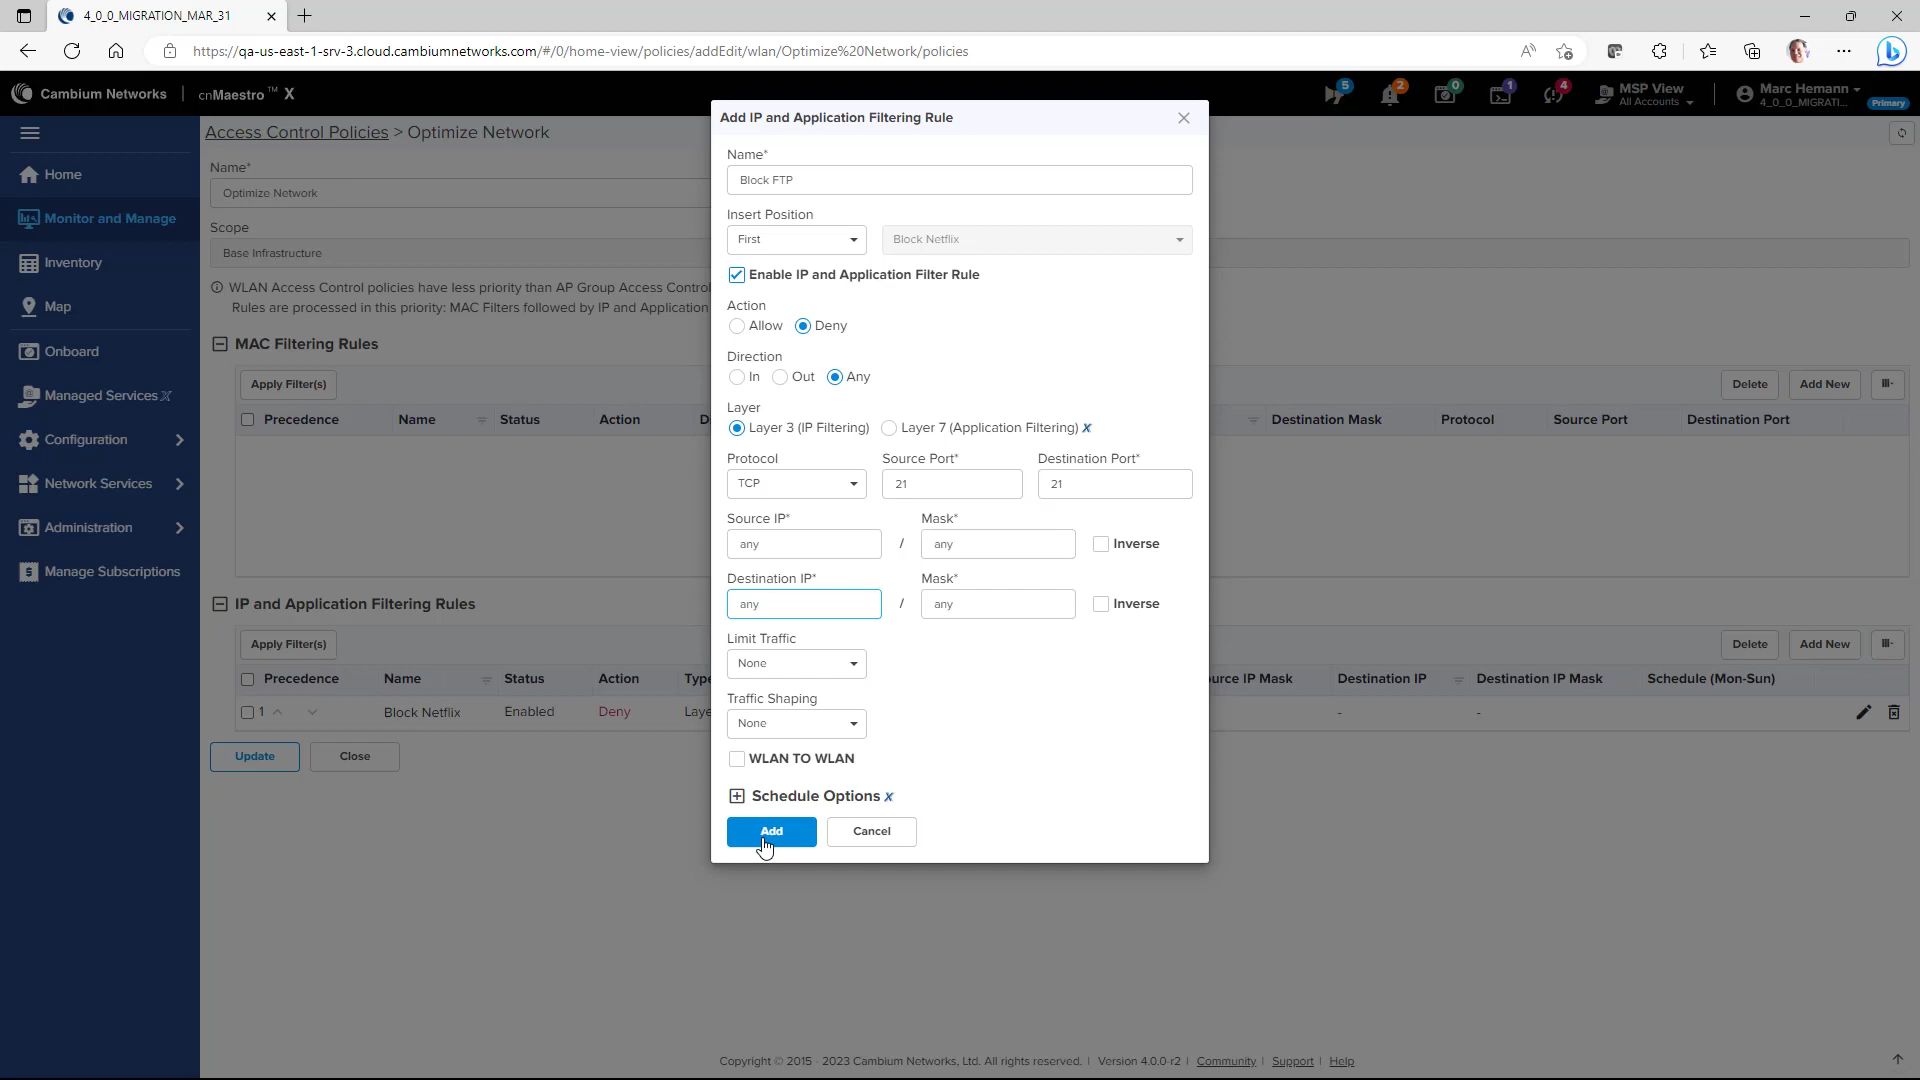 4_0_0_MIGRATION_MAR_31
https://qa-us-east-1-srv-3.cloud.cambiumnetworks.com/#/0/home-view/policies/addEdit/wlan/Optimize%20Network/policies
Cambium Networks | cnMaestro™ X
5
2
0
1
4
MSP View
All Accounts
Marc Hemann
4_0_0_MIGRATI...
Primary
Home
Monitor and Manage
Inventory
Map
Onboard
Managed Services X
Configuration
Network Services
Administration
Manage Subscriptions
Access Control Policies > Optimize Network
Name*
Optimize Network
Scope
Base Infrastructure
WLAN Access Control policies have less priority than AP Group Access Contro
Rules are processed in this priority: MAC Filters followed by IP and Application
MAC Filtering Rules
Apply Filter(s)
Delete
Add New
Precedence Name Status Action D Destination Mask Protocol Source Port Destination Port
IP and Application Filtering Rules
Apply Filter(s)
Delete
Add New
Precedence Name Status Action Type urce IP Mask Destination IP Destination IP Mask Schedule (Mon-Sun)
1 Block Netflix Enabled Deny Laye - -
Update
Close
Add IP and Application Filtering Rule
Name*
Block FTP
Insert Position
First
Block Netflix
Enable IP and Application Filter Rule
Action
Allow Deny
Direction
In Out Any
Layer
Layer 3 (IP Filtering) Layer 7 (Application Filtering) X
Protocol Source Port* Destination Port*
TCP 21 21
Source IP* Mask*
any / any Inverse
Destination IP* Mask*
any / any Inverse
Limit Traffic
None
Traffic Shaping
None
WLAN TO WLAN
Schedule Options X
Add
Cancel
Copyright © 2015 - 2023 Cambium Networks, Ltd. All rights reserved. | Version 4.0.0-r2 | Community | Support | Help